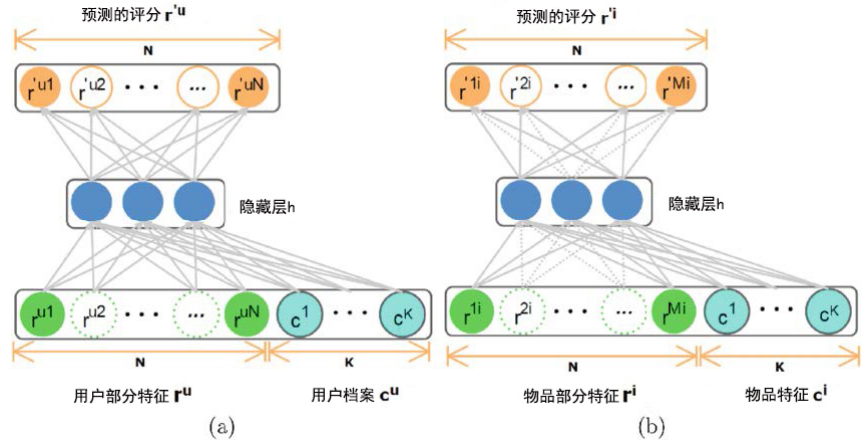 预测的评分 r'u
N
r'u1 r'u2 ··· ... r'uN
隐藏层h
ru1 ru2 ··· ... ruN c1 ··· cK
N K
用户部分特征 ru 用户档案 cu
(a)
预测的评分 r'i
N
r'1i r'2i ··· ... r'Mi
隐藏层h
r1i r2i ··· ... rMi c1 ··· cK
N K
物品部分特征 ri 物品特征 ci
(b)